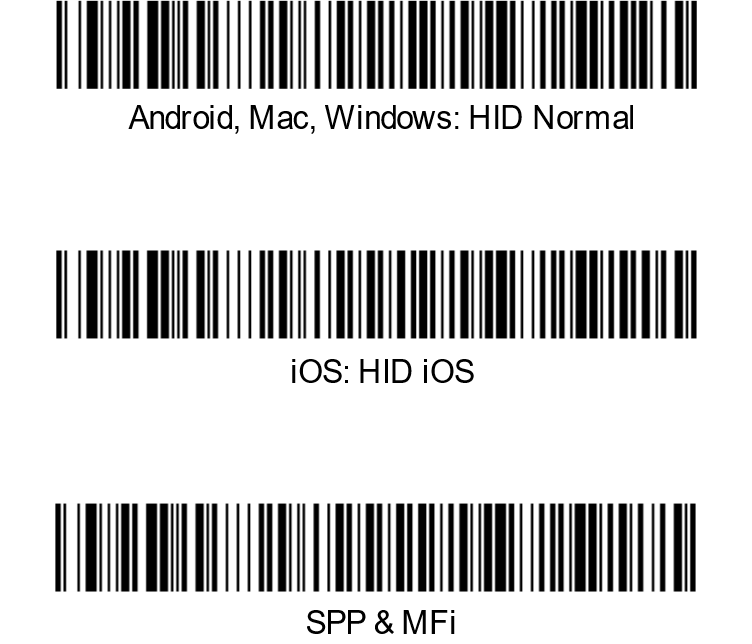 Android, Mac, Windows: HID Normal
iOS: HID iOS
SPP & MFi